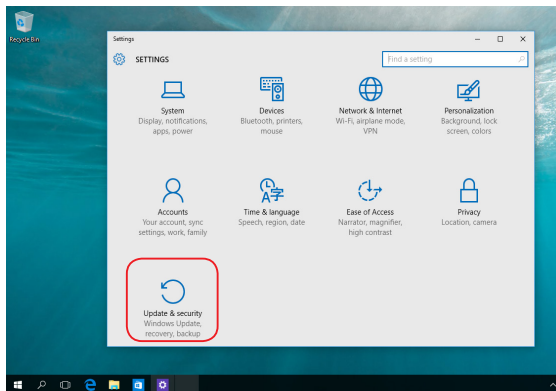 Recycle Bin
Settings
SETTINGS
Find a setting
System
Display, notifications,
apps, power
Devices
Bluetooth, printers,
mouse
Network & Internet
Wi-Fi, airplane mode,
VPN
Personalization
Background, lock
screen, colors
Accounts
Your account, sync
settings, work, family
Time & language
Speech, region, date
Ease of Access
Narrator, magnifier,
high contrast
Privacy
Location, camera
Update & security
Windows Update,
recovery, backup